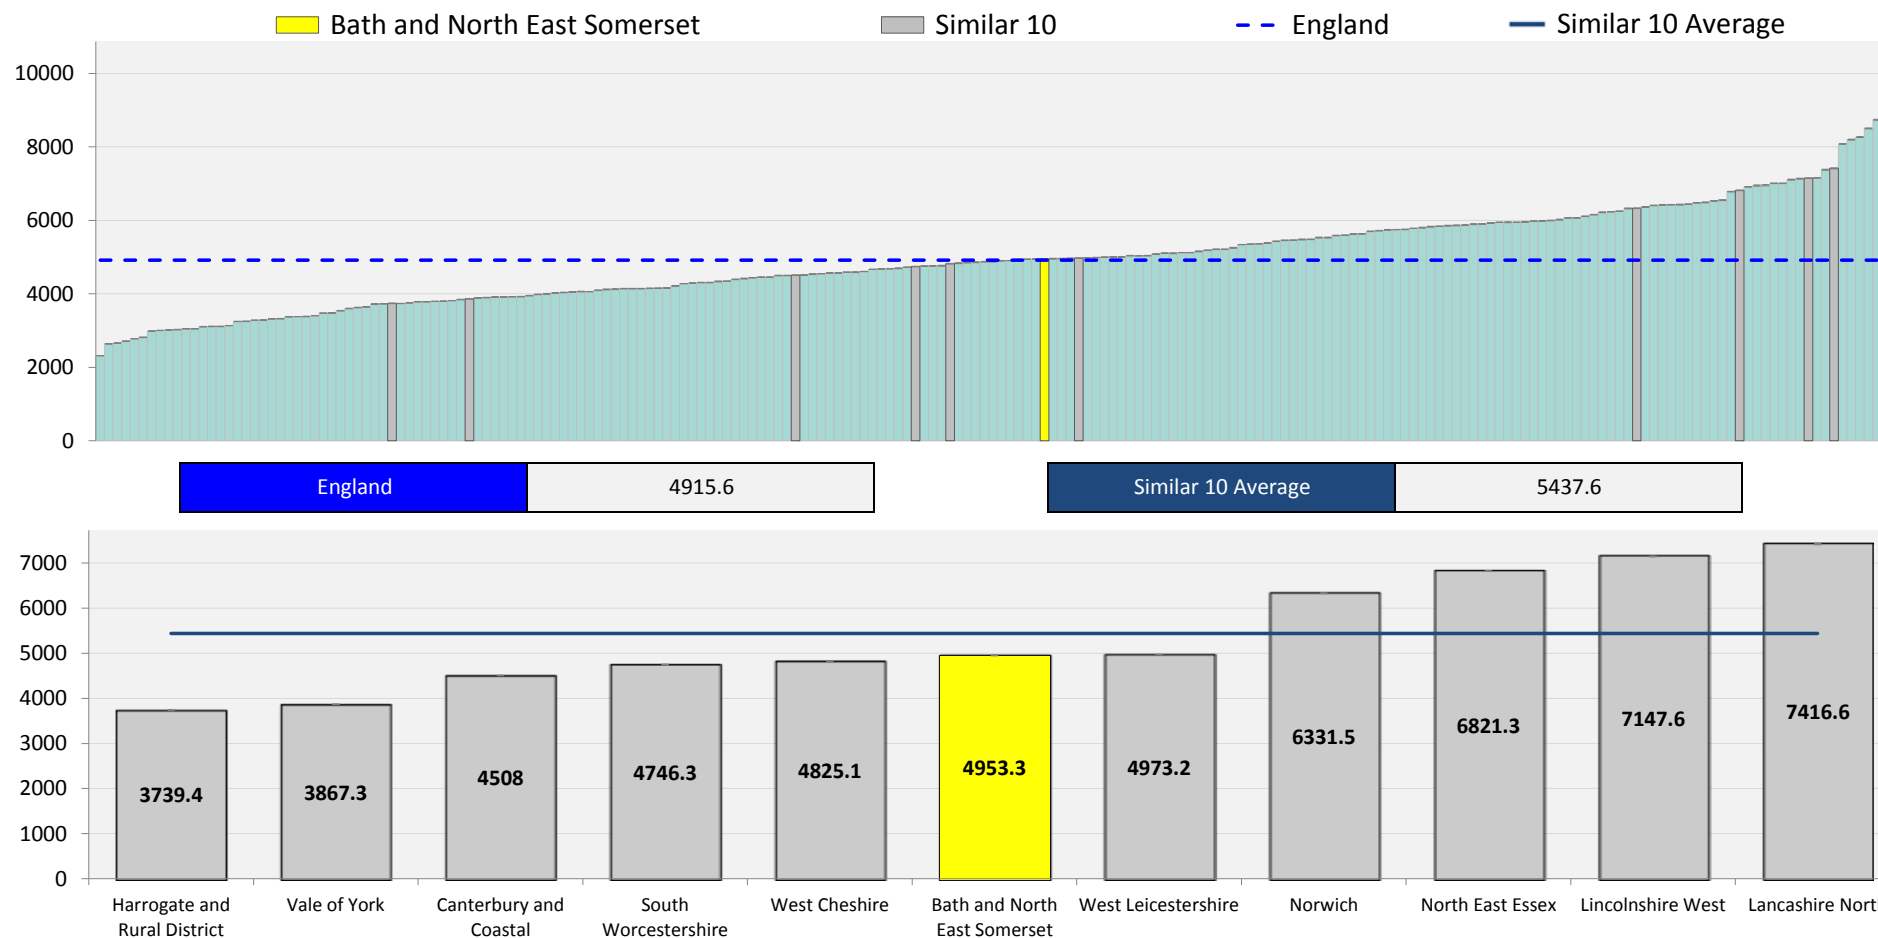 Bath and North East Somerset Similar 10 England Similar 10 Average
10000
8000
6000
4000
2000
0
England 4915.6 Similar 10 Average 5437.6
7000
6000
5000
4000
3000
2000
1000
0
3739.4 3867.3 4508 4746.3 4825.1 4953.3 4973.2 6331.5 6821.3 7147.6 7416.6
Harrogate and Rural District
Vale of York
Canterbury and Coastal
South Worcestershire
West Cheshire
Bath and North East Somerset
West Leicestershire
Norwich
North East Essex
Lincolnshire West
Lancashire North